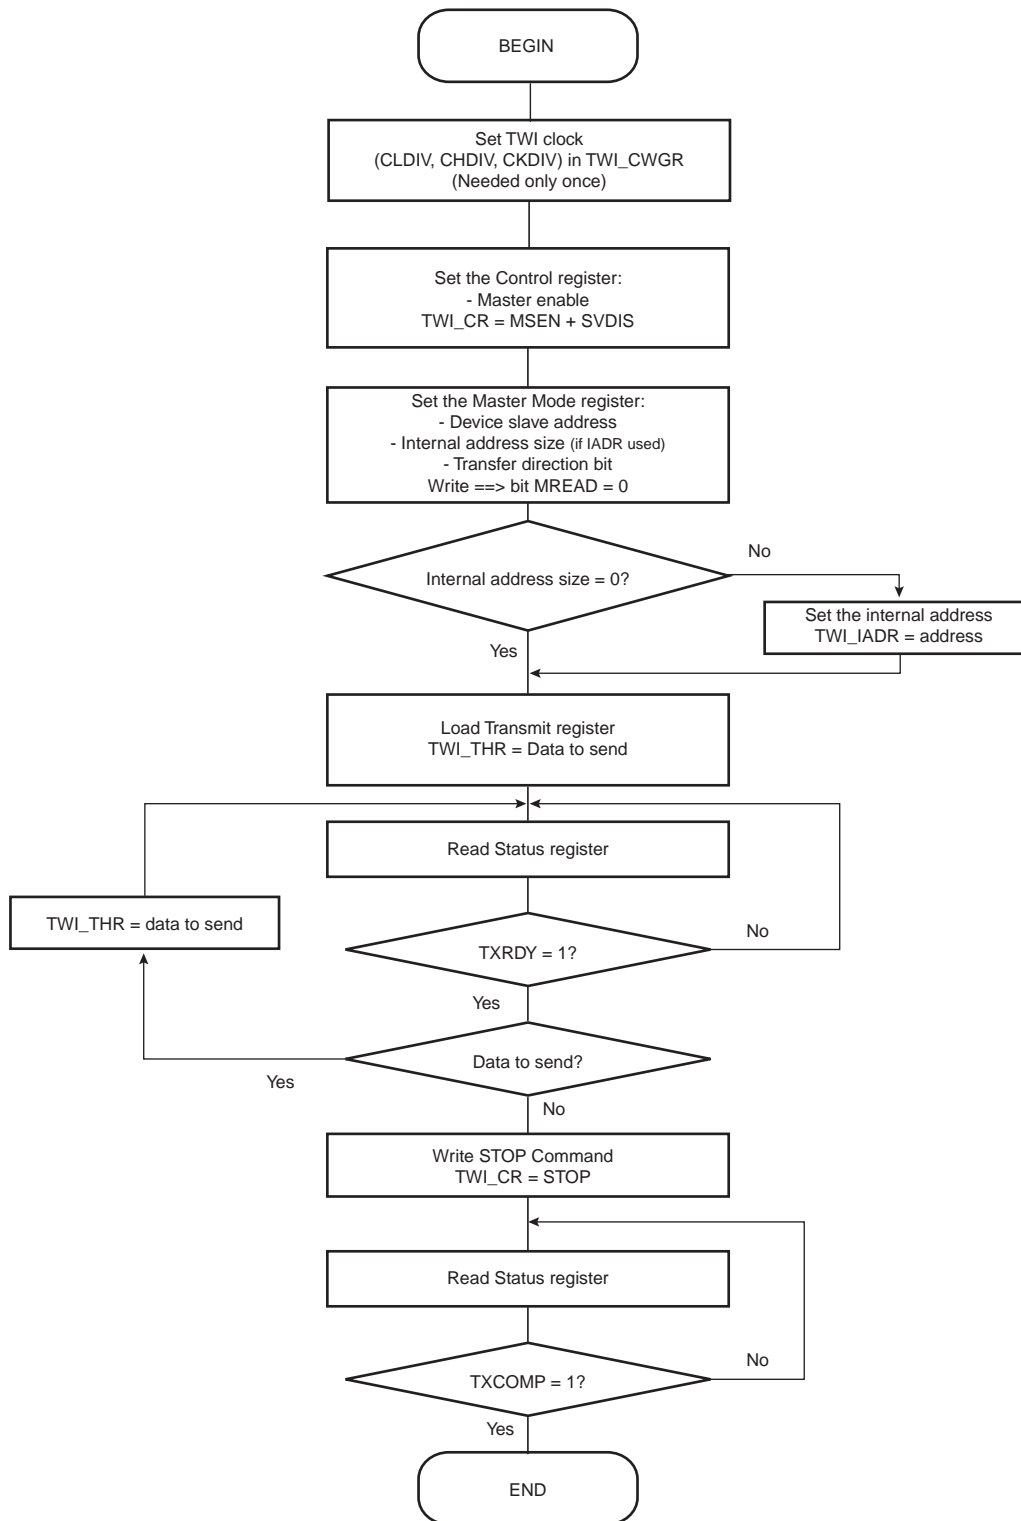 BEGIN
Set TWI clock
(CLDIV, CHDIV, CKDIV) in TWI_CWGR
(Needed only once)
Set the Control register:
- Master enable
TWI_CR = MSEN + SVDIS
Set the Master Mode register:
- Device slave address
- Internal address size (if IADR used)
- Transfer direction bit
Write ==> bit MREAD = 0
No
Internal address size = 0?
Set the internal address
TWI_IADR = address
Yes
Load Transmit register
TWI_THR = Data to send
Read Status register
TWI_THR = data to send
No
TXRDY = 1?
Yes
Data to send?
Yes
No
Write STOP Command
TWI_CR = STOP
Read Status register
No
TXCOMP = 1?
Yes
END